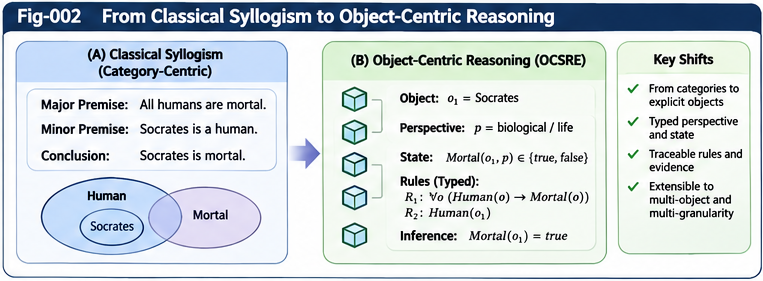 Fig-002 From Classical Syllogism to Object-Centric Reasoning
(A) Classical Syllogism
(Category-Centric)
Major Premise: All humans are mortal.
Minor Premise: Socrates is a human.
Conclusion: Socrates is mortal.
Human
Socrates
Mortal
(B) Object-Centric Reasoning (OCSRE)
Object: o₁ = Socrates
Perspective: p = biological / life
State: Mortal(o₁, p) ∈ {true, false}
Rules (Typed):
R₁: ∀o (Human(o) → Mortal(o))
R₂: Human(o₁)
Inference: Mortal(o₁) = true
Key Shifts
✓ From categories to
explicit objects
✓ Typed perspective
and state
✓ Traceable rules and
evidence
✓ Extensible to
multi-object and
multi-granularity